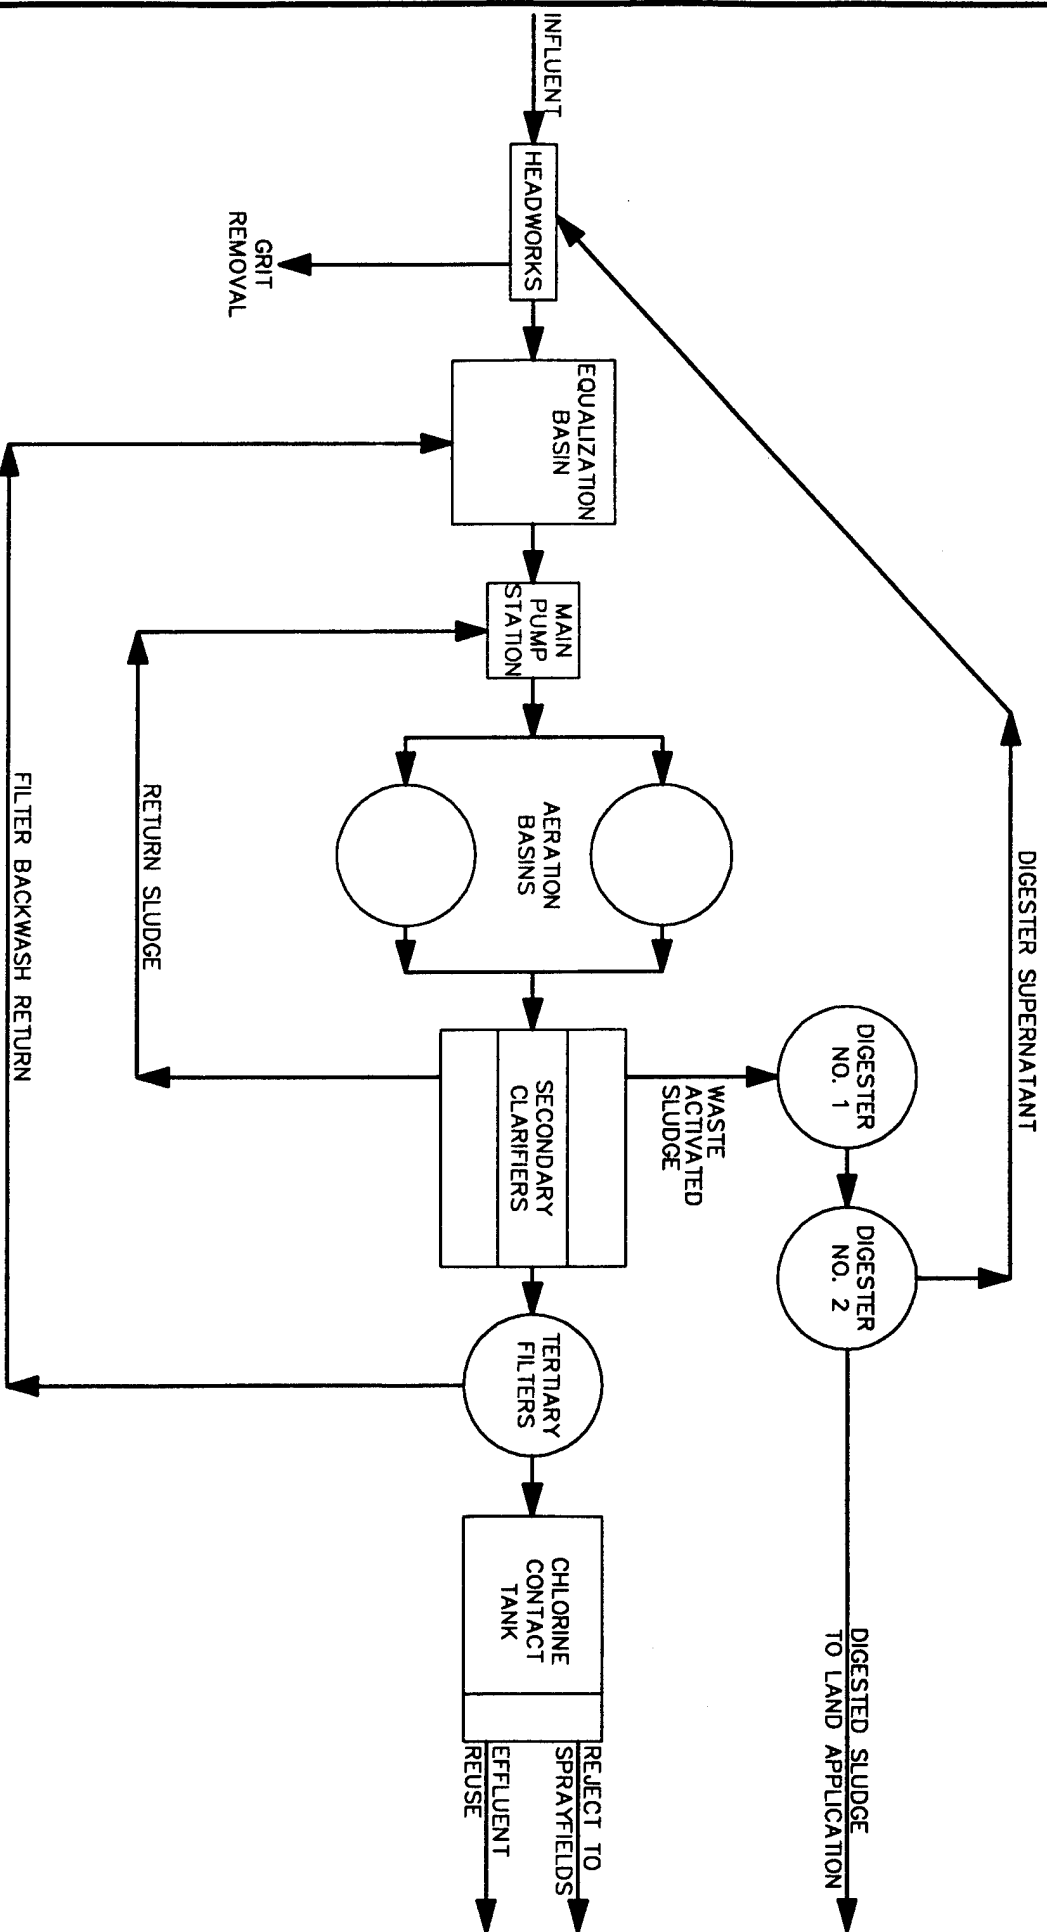 DIGESTER SUPERNATANT
DIGESTER
NO. 1
DIGESTER
NO. 2
DIGESTED SLUDGE
TO LAND APPLICATION
WASTE
ACTIVATED
SLUDGE
INFLUENT
HEADWORKS
GRIT
REMOVAL
EQUALIZATION
BASIN
MAIN
PUMP
STATION
AERATION
BASINS
SECONDARY
CLARIFIERS
TERTIARY
FILTERS
CHLORINE
CONTACT
TANK
REJECT TO
SPRAYFIELDS
EFFLUENT
REUSE
RETURN SLUDGE
FILTER BACKWASH RETURN